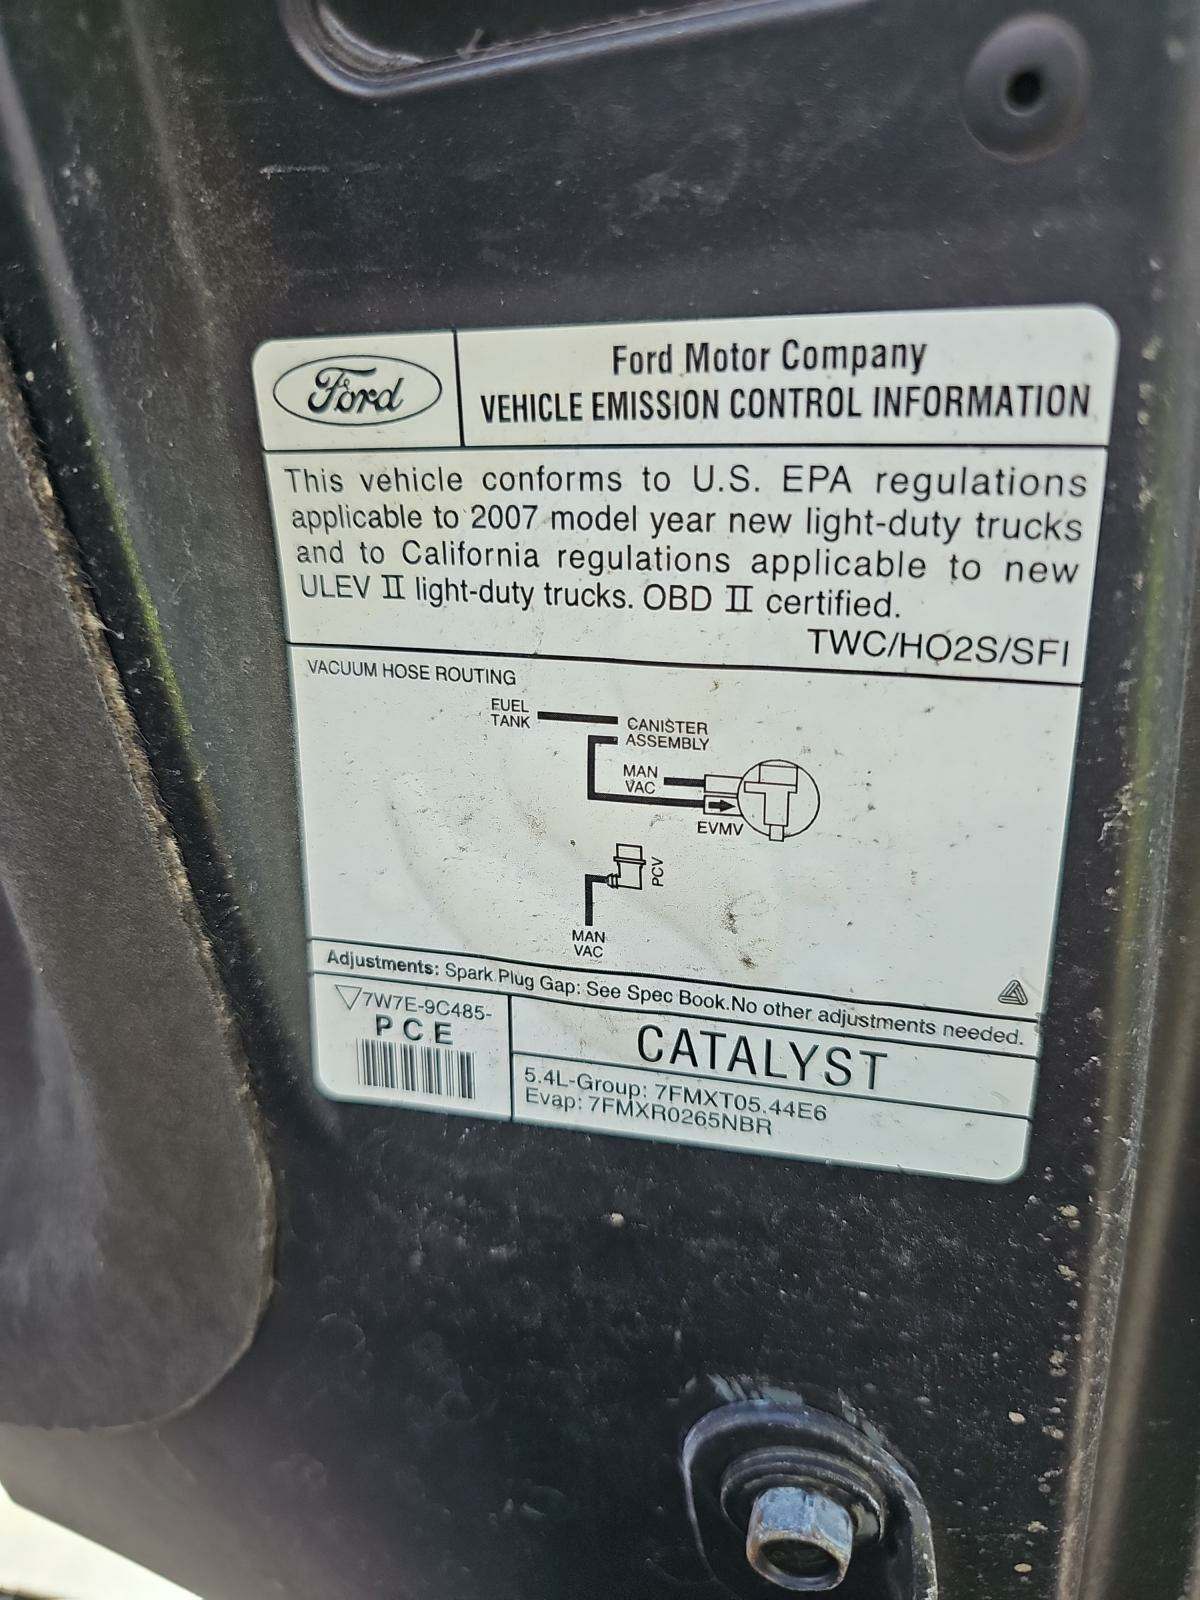 Ford
Ford Motor Company
VEHICLE EMISSION CONTROL INFORMATION
This vehicle conforms to U.S. EPA regulations
applicable to 2007 model year new light-duty trucks
and to California regulations applicable to new
ULEV II light-duty trucks. OBD II certified.
TWC/HO2S/SFI
VACUUM HOSE ROUTING
FUEL
TANK
CANISTER
ASSEMBLY
MAN
VAC
EVMV
PCV
MAN
VAC
Adjustments: Spark Plug Gap: See Spec Book.No other adjustments needed.
7W7E-9C485-
PCE
CATALYST
5.4L-Group: 7FMXT05.44E6
Evap: 7FMXR0265NBR